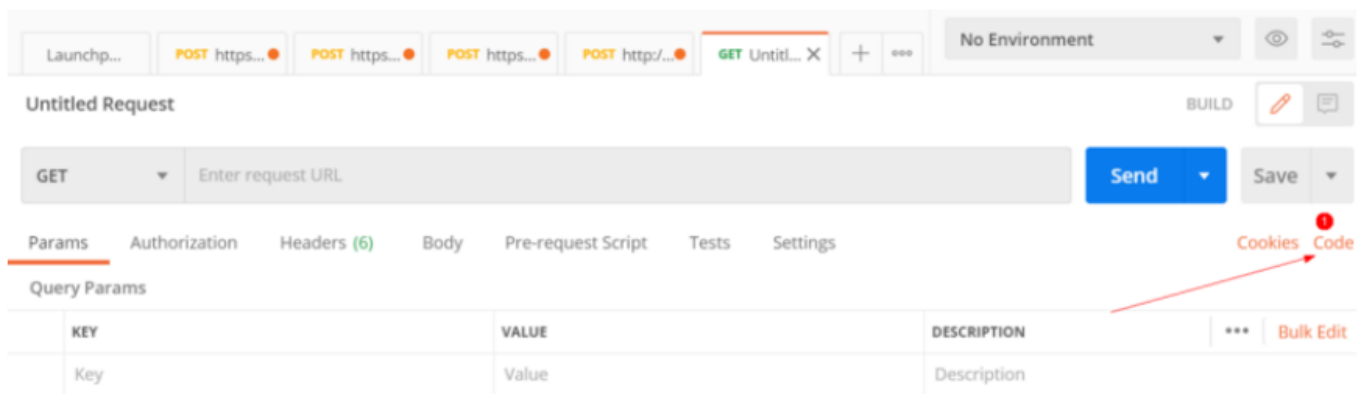 Launchp... POST https... POST https... POST https... POST http:/... GET Untitl... No Environment
Untitled Request BUILD
GET Enter request URL Send Save
1
Params Authorization Headers (6) Body Pre-request Script Tests Settings Cookies Code
Query Params
KEY VALUE DESCRIPTION Bulk Edit
Key Value Description